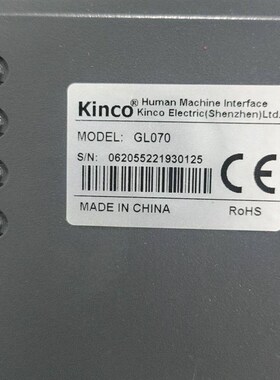 Kinco® Human Machine Interface
Kinco Electric(Shenzhen)Ltd.
MODEL: GL070
S/N: 062055221930125
CE
MADE IN CHINA RoHS